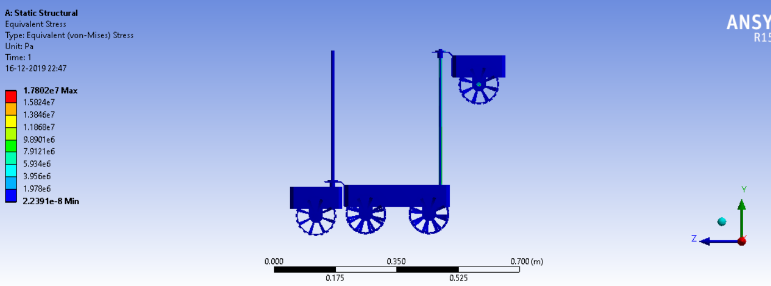 A: Static Structural
Equivalent Stress
Type: Equivalent (von-Mises) Stress
Unit: Pa
Time: 1
16-12-2019 22:47
ANSY
R15
1.7802e7 Max
1.5824e7
1.3846e7
1.1868e7
9.8901e6
7.9121e6
5.934e6
3.956e6
1.978e6
2.2391e-8 Min
Y
Z
0.000
0.350
0.700 (m)
0.175
0.525